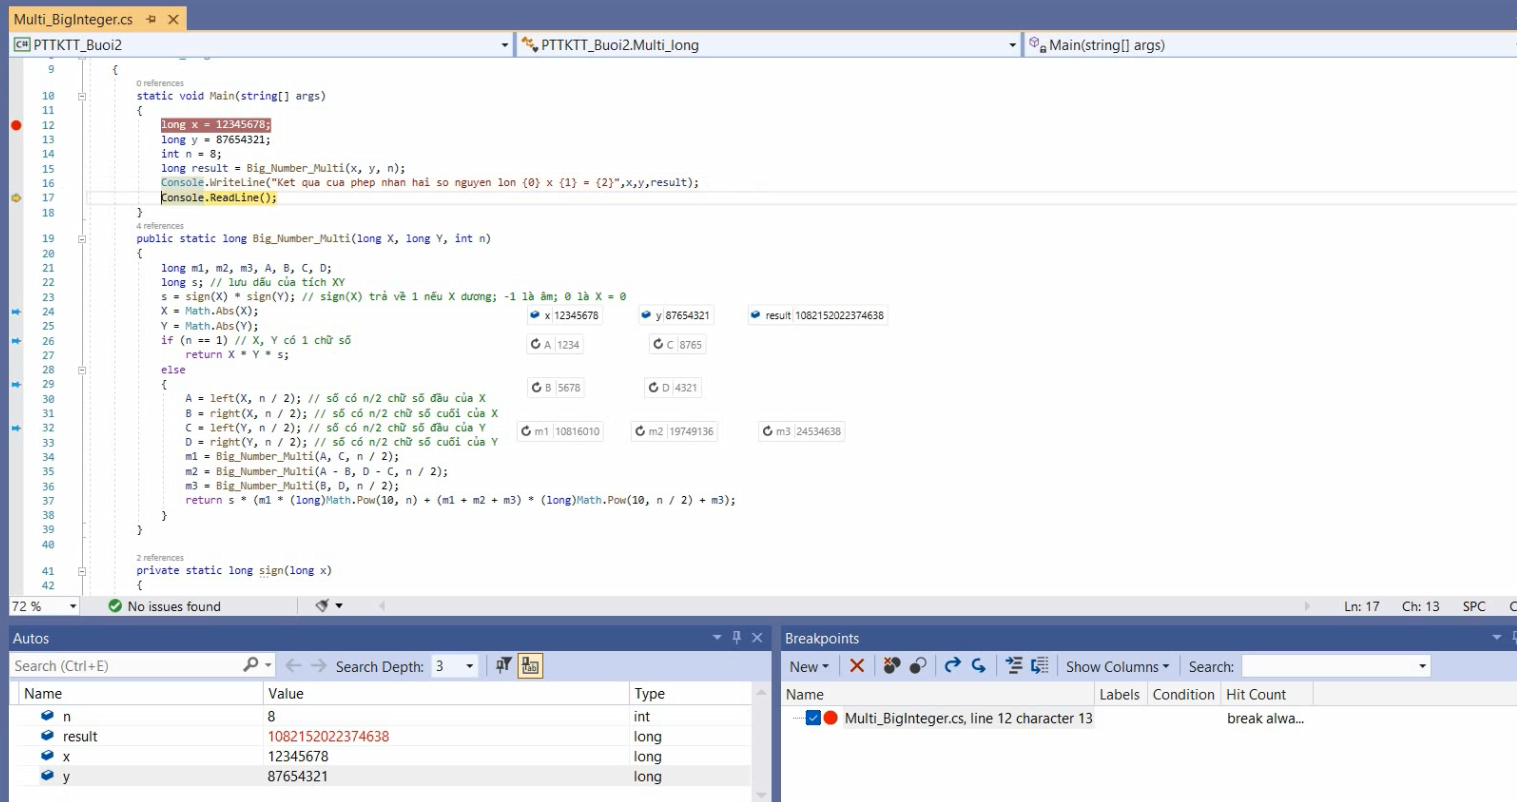 Multi_BigInteger.cs
C# PTTKTT_Buoi2
PTTKTT_Buoi2.Multi_long
Main(string[] args)
9 {
0 references
10 static void Main(string[] args)
11 {
12 long x = 12345678;
13 long y = 87654321;
14 int n = 8;
15 long result = Big_Number_Multi(x, y, n);
16 Console.WriteLine("Ket qua cua phep nhan hai so nguyen lon {0} x {1} = {2}",x,y,result);
17 Console.ReadLine();
18 }
4 references
19 public static long Big_Number_Multi(long X, long Y, int n)
20 {
21 long m1, m2, m3, A, B, C, D;
22 long s; // lưu dấu của tích XY
23 s = sign(X) * sign(Y); // sign(X) trả về 1 nếu X dương; -1 là âm; 0 là X = 0
24 X = Math.Abs(X);
x 12345678 y 87654321 result 1082152022374638
25 Y = Math.Abs(Y);
26 if (n == 1) // X, Y có 1 chữ số
A 1234 C 8765
27 return X * Y * s;
28 else
29 {
B 5678 D 4321
30 A = left(X, n / 2); // số có n/2 chữ số đầu của X
31 B = right(X, n / 2); // số có n/2 chữ số cuối của X
32 C = left(Y, n / 2); // số có n/2 chữ số đầu của Y
m1 10816010 m2 19749136 m3 24534638
33 D = right(Y, n / 2); // số có n/2 chữ số cuối của Y
34 m1 = Big_Number_Multi(A, C, n / 2);
35 m2 = Big_Number_Multi(A - B, D - C, n / 2);
36 m3 = Big_Number_Multi(B, D, n / 2);
37 return s * (m1 * (long)Math.Pow(10, n) + (m1 + m2 + m3) * (long)Math.Pow(10, n / 2) + m3);
38 }
39 }
40
2 references
41 private static long sign(long x)
42 {
72 % No issues found Ln: 17 Ch: 13 SPC
Autos
Search (Ctrl+E) Search Depth: 3
Name Value Type
n 8 int
result 1082152022374638 long
x 12345678 long
y 87654321 long
Breakpoints
New Show Columns Search:
Name Labels Condition Hit Count
Multi_BigInteger.cs, line 12 character 13 break alwa...